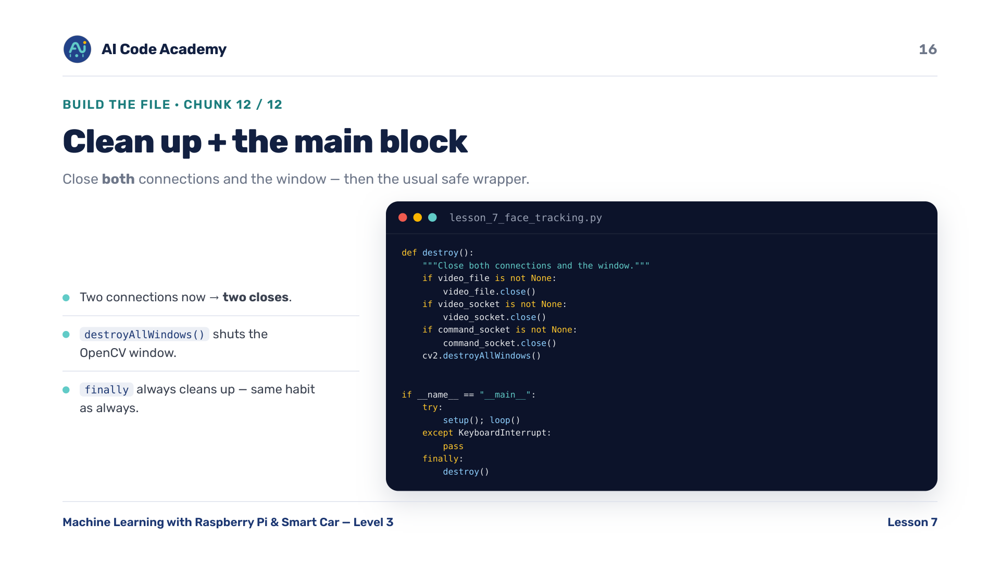 AI Code Academy
16
BUILD THE FILE • CHUNK 12 / 12
Clean up + the main block
Close both connections and the window — then the usual safe wrapper.
Two connections now → two closes.
destroyAllWindows() shuts the
OpenCV window.
finally always cleans up — same habit
as always.
lesson_7_face_tracking.py
def destroy():
    """Close both connections and the window."""
    if video_file is not None:
        video_file.close()
    if video_socket is not None:
        video_socket.close()
    if command_socket is not None:
        command_socket.close()
    cv2.destroyAllWindows()
if __name__ == "__main__":
    try:
        setup(); loop()
    except KeyboardInterrupt:
        pass
    finally:
        destroy()
Machine Learning with Raspberry Pi & Smart Car — Level 3
Lesson 7